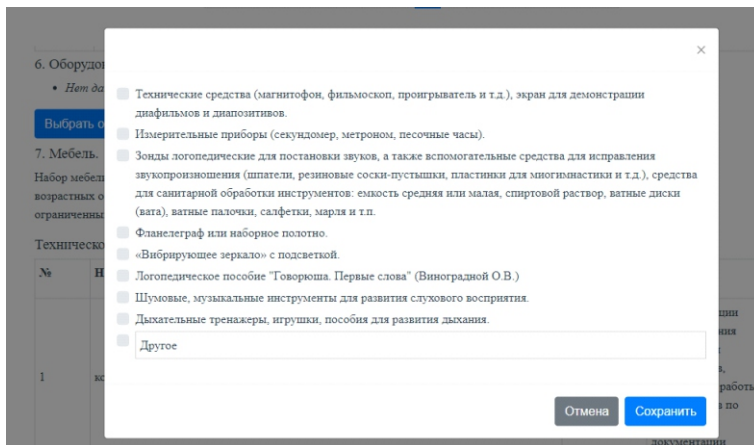 ×
6. Оборудо
Нет да
Выбрать о
7. Мебель.
Набор мебел
возрастных о
ограниченны
Техническо
№ Н
1 ко
Технические средства (магнитофон, фильмоскоп, проигрыватель и т.д.), экран для демонстрации
диафильмов и диапозитивов.
Измерительные приборы (секундомер, метроном, песочные часы).
Зонды логопедические для постановки звуков, а также вспомогательные средства для исправления
звукопроизношения (шпатели, резиновые соски-пустышки, пластинки для миогимнастики и т.д.), средства
для санитарной обработки инструментов: емкость средняя или малая, спиртовой раствор, ватные диски
(вата), ватные палочки, салфетки, марля и т.п.
Фланелеграф или наборное полотно.
«Вибрирующее зеркало» с подсветкой.
Логопедическое пособие "Говорюша. Первые слова" (Виноградной О.В.)
Шумовые, музыкальные инструменты для развития слухового восприятия.
Дыхательные тренажеры, игрушки, пособия для развития дыхания.
Другое
Отмена Сохранить
ции
ния
в,
работы
в по
документации